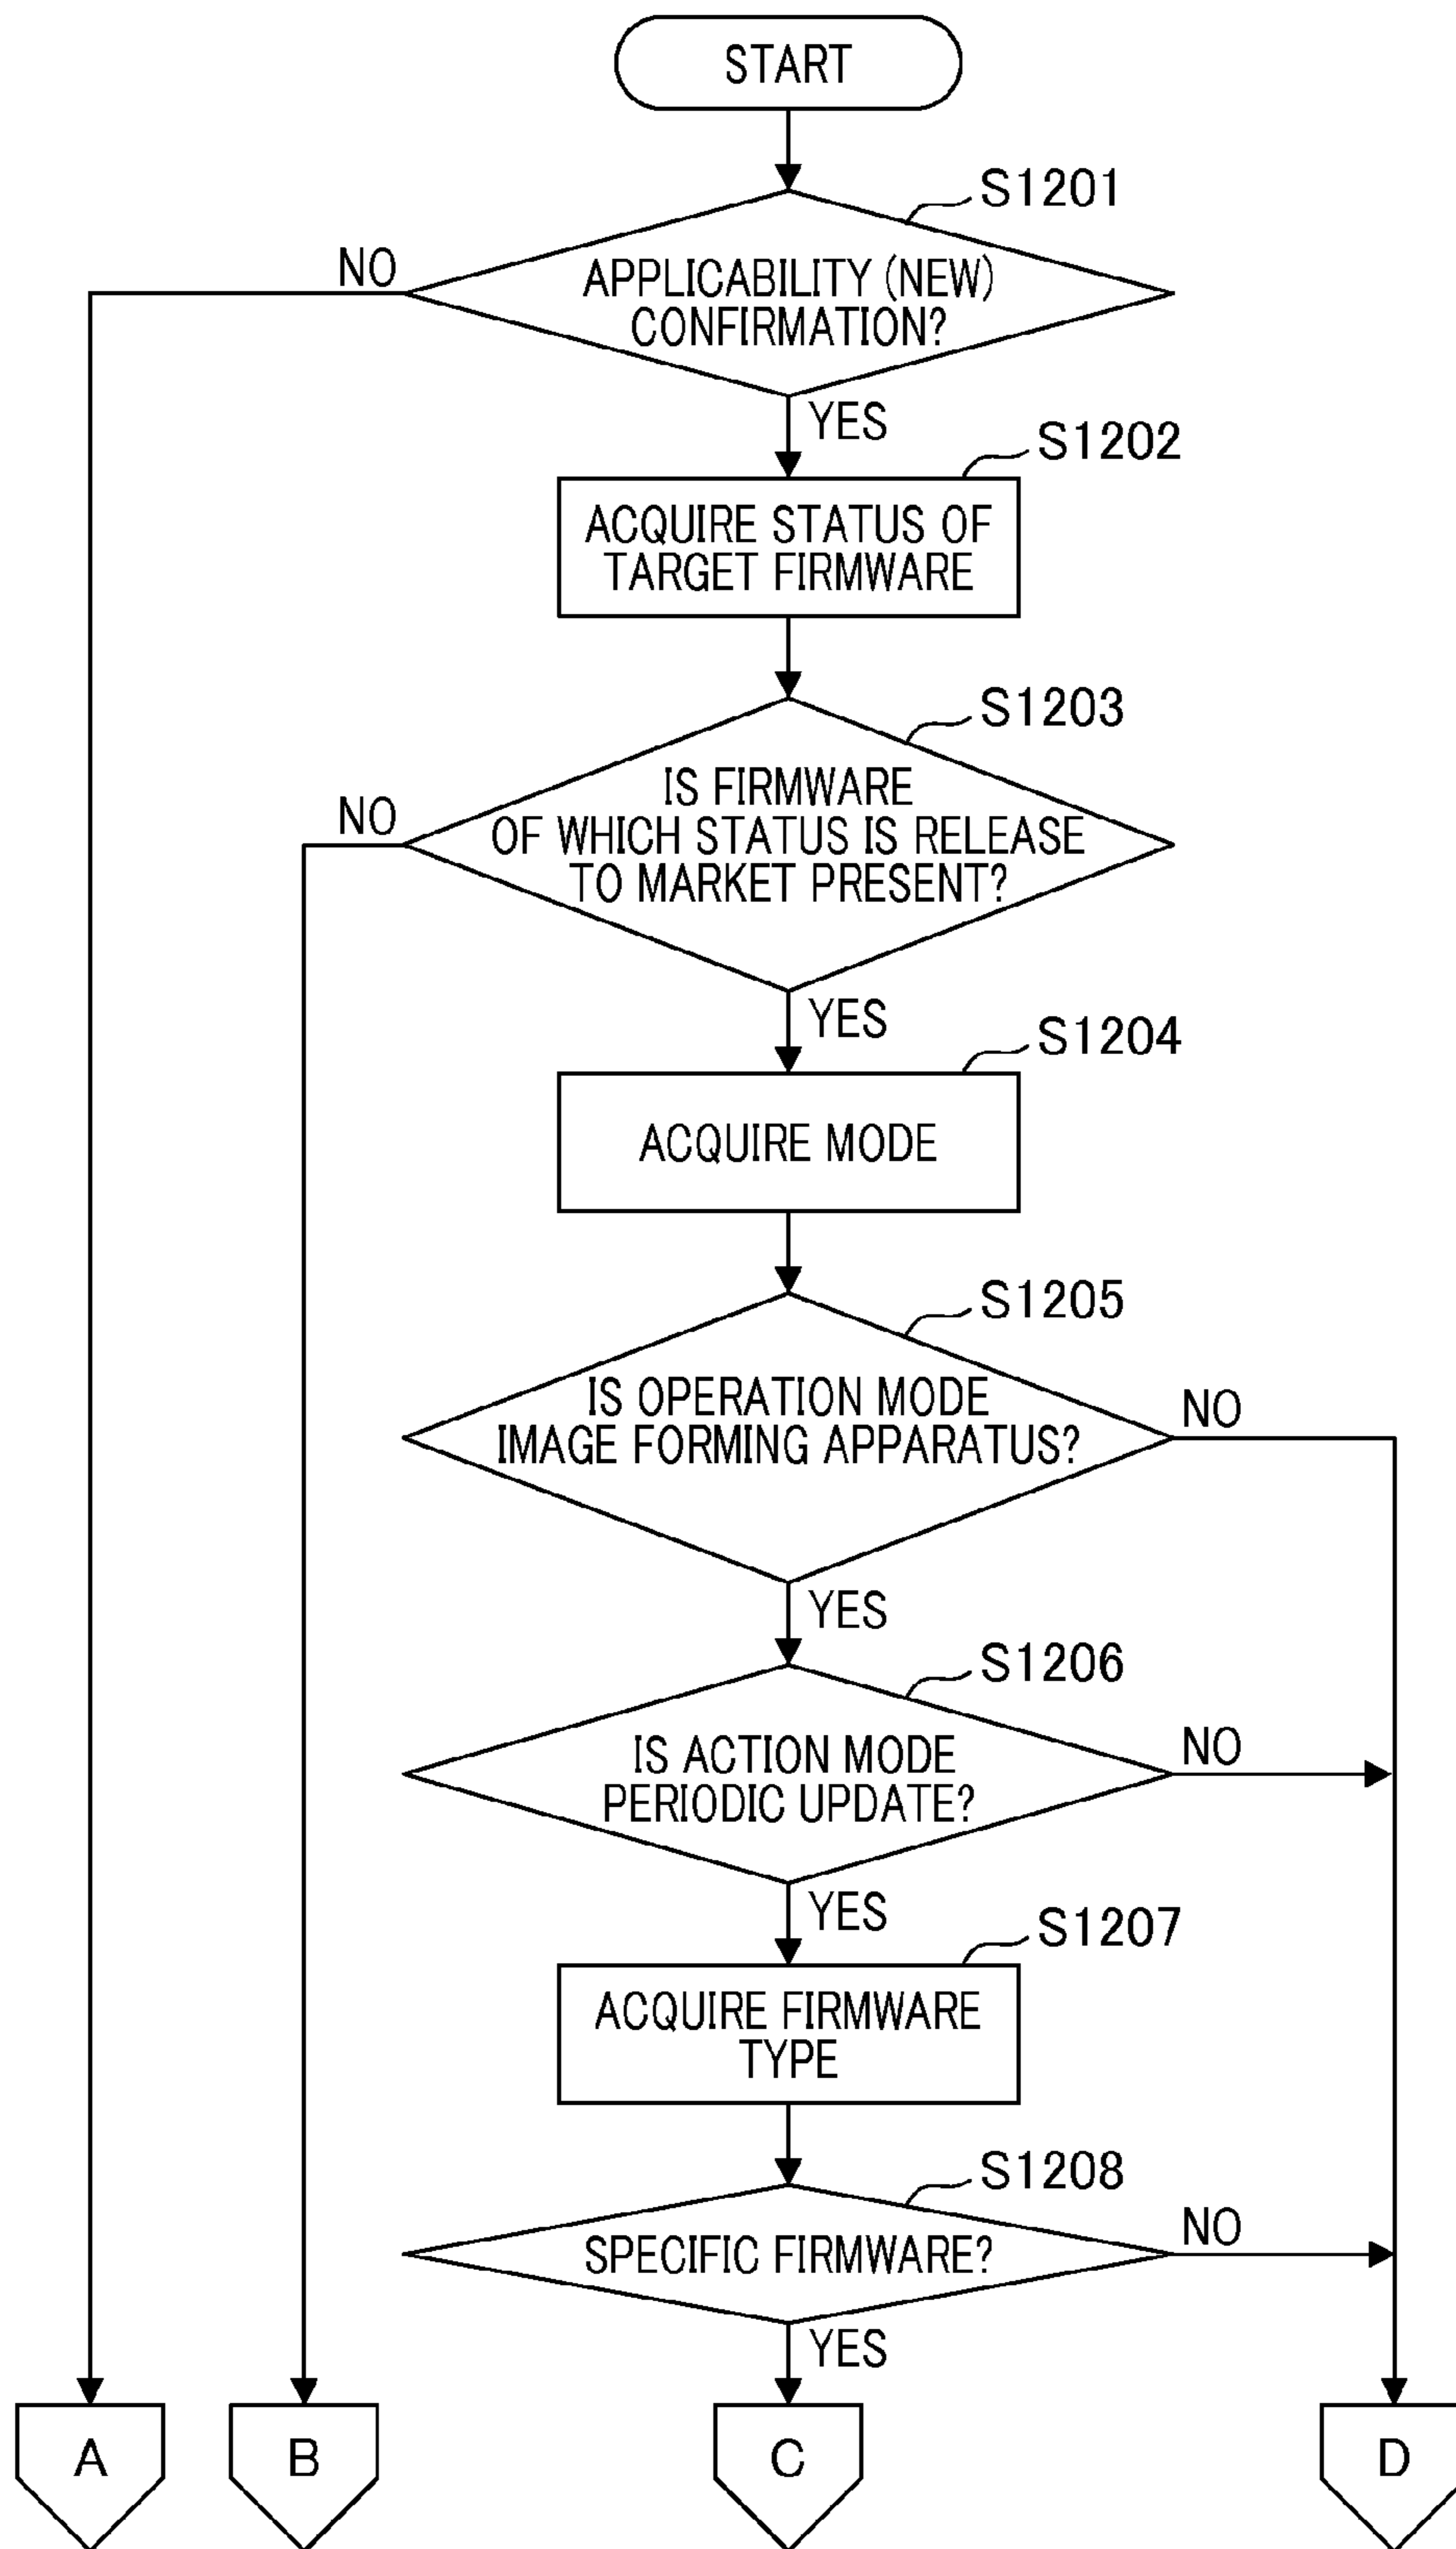 START
S1201
NO
APPLICABILITY (NEW)
CONFIRMATION?
YES
S1202
ACQUIRE STATUS OF
TARGET FIRMWARE
S1203
NO
IS FIRMWARE
OF WHICH STATUS IS RELEASE
TO MARKET PRESENT?
YES
S1204
ACQUIRE MODE
S1205
IS OPERATION MODE
IMAGE FORMING APPARATUS?
NO
YES
S1206
IS ACTION MODE
PERIODIC UPDATE?
NO
YES
S1207
ACQUIRE FIRMWARE
TYPE
S1208
SPECIFIC FIRMWARE?
NO
YES
A
B
C
D